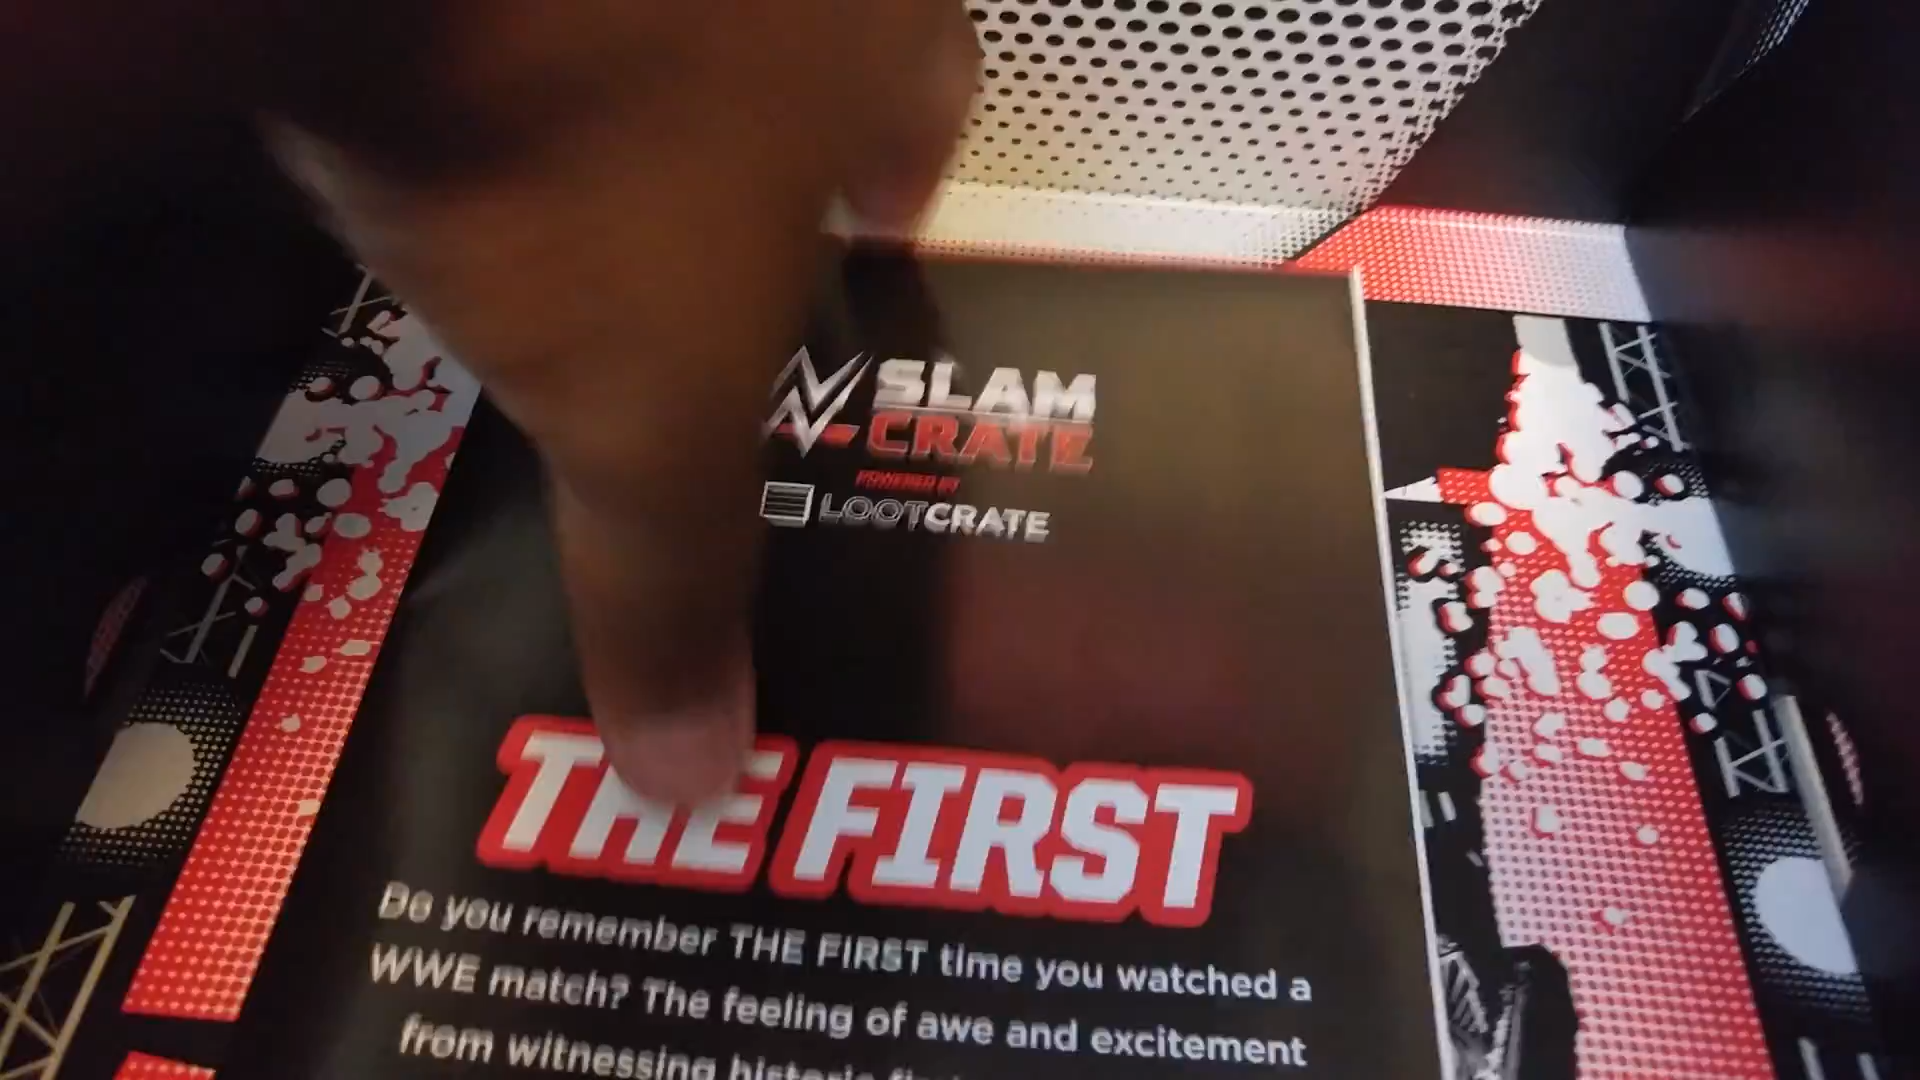 SLAM
CRATE
POWERED BY
LOOTCRATE
THE FIRST
Do you remember THE FIRST time you watched a
WWE match? The feeling of awe and excitement
from witnessing historic